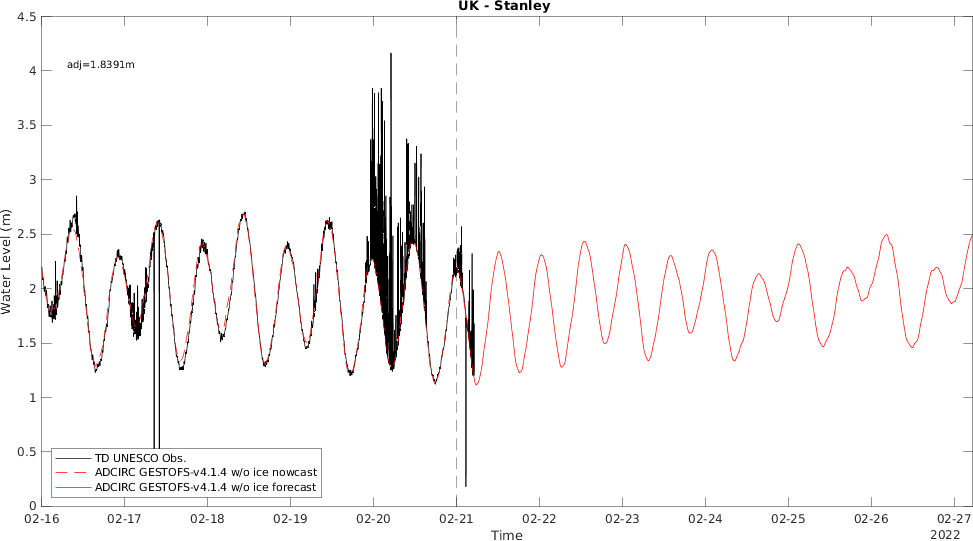 UK - Stanley
4.5
4
3.5
3
2.5
2
1.5
1
0.5
0
Water Level (m)
adj=1.8391m
TD UNESCO Obs.
ADCIRC GESTOFS-v4.1.4 w/o ice nowcast
ADCIRC GESTOFS-v4.1.4 w/o ice forecast
02-16 02-17 02-18 02-19 02-20 02-21 02-22 02-23 02-24 02-25 02-26 02-27
Time
2022